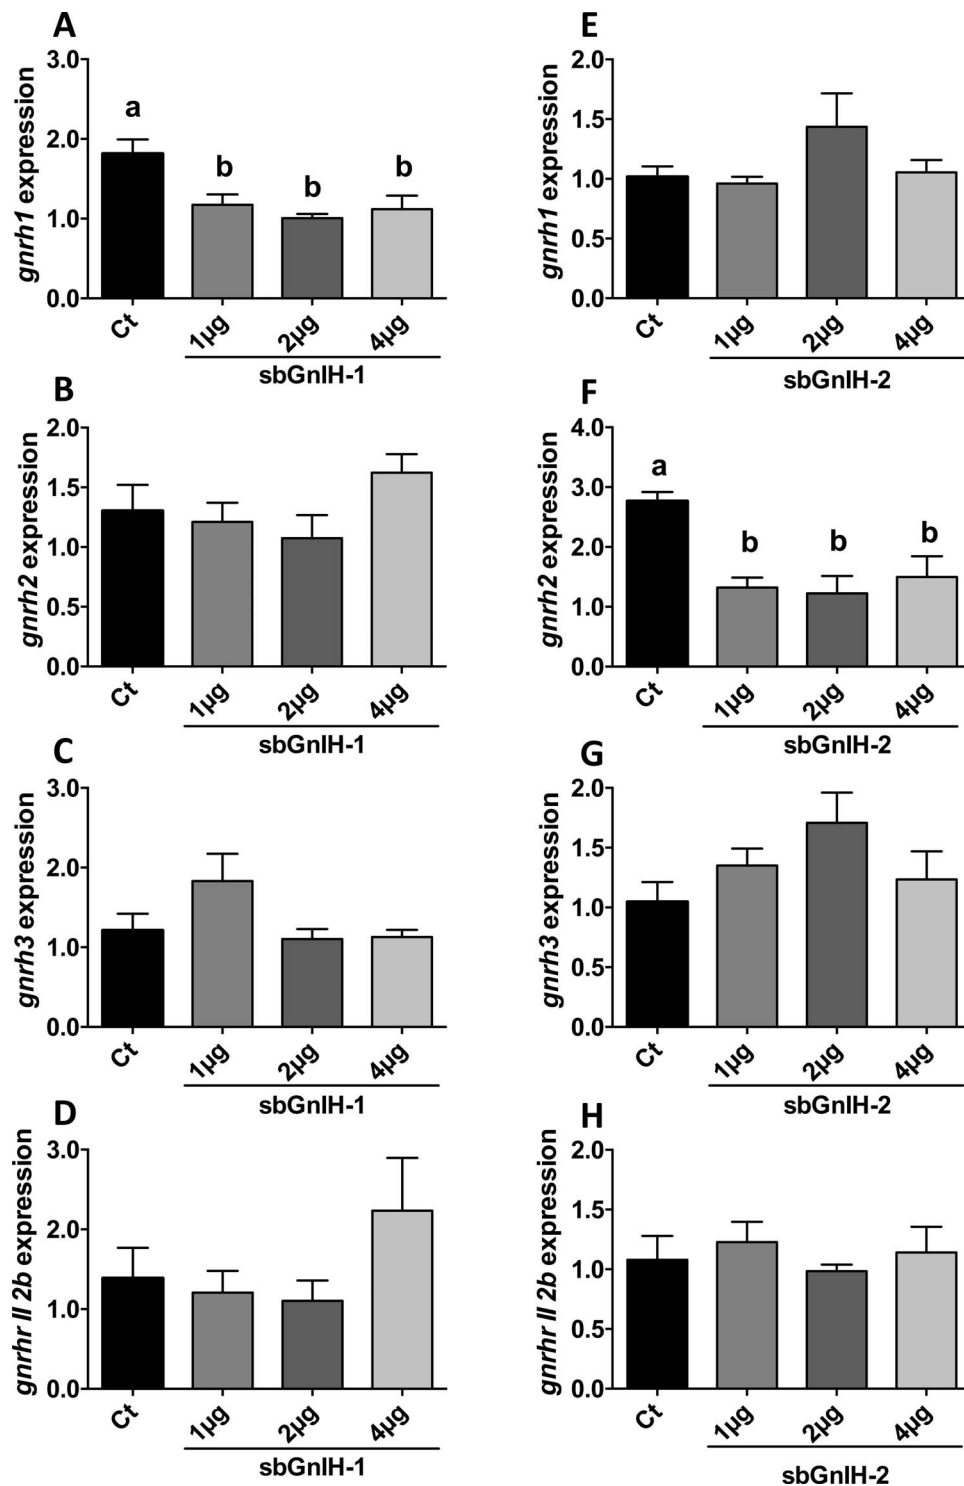 A
gnrh1 expression
3.0
2.0
1.0
0.0
a
b
b
b
Ct
1µg
2µg
4µg
sbGnIH-1
E
gnrh1 expression
2.0
1.5
1.0
0.5
0.0
Ct
1µg
2µg
4µg
sbGnIH-2
B
gnrh2 expression
2.0
1.5
1.0
0.5
0.0
Ct
1µg
2µg
4µg
sbGnIH-1
F
gnrh2 expression
4.0
3.0
2.0
1.0
0.0
a
b
b
b
Ct
1µg
2µg
4µg
sbGnIH-2
C
gnrh3 expression
3.0
2.0
1.0
0.0
Ct
1µg
2µg
4µg
sbGnIH-1
G
gnrh3 expression
2.0
1.5
1.0
0.5
0.0
Ct
1µg
2µg
4µg
sbGnIH-2
D
gnrhr II 2b expression
3.0
2.0
1.0
0.0
Ct
1µg
2µg
4µg
sbGnIH-1
H
gnrhr II 2b expression
2.0
1.5
1.0
0.5
0.0
Ct
1µg
2µg
4µg
sbGnIH-2